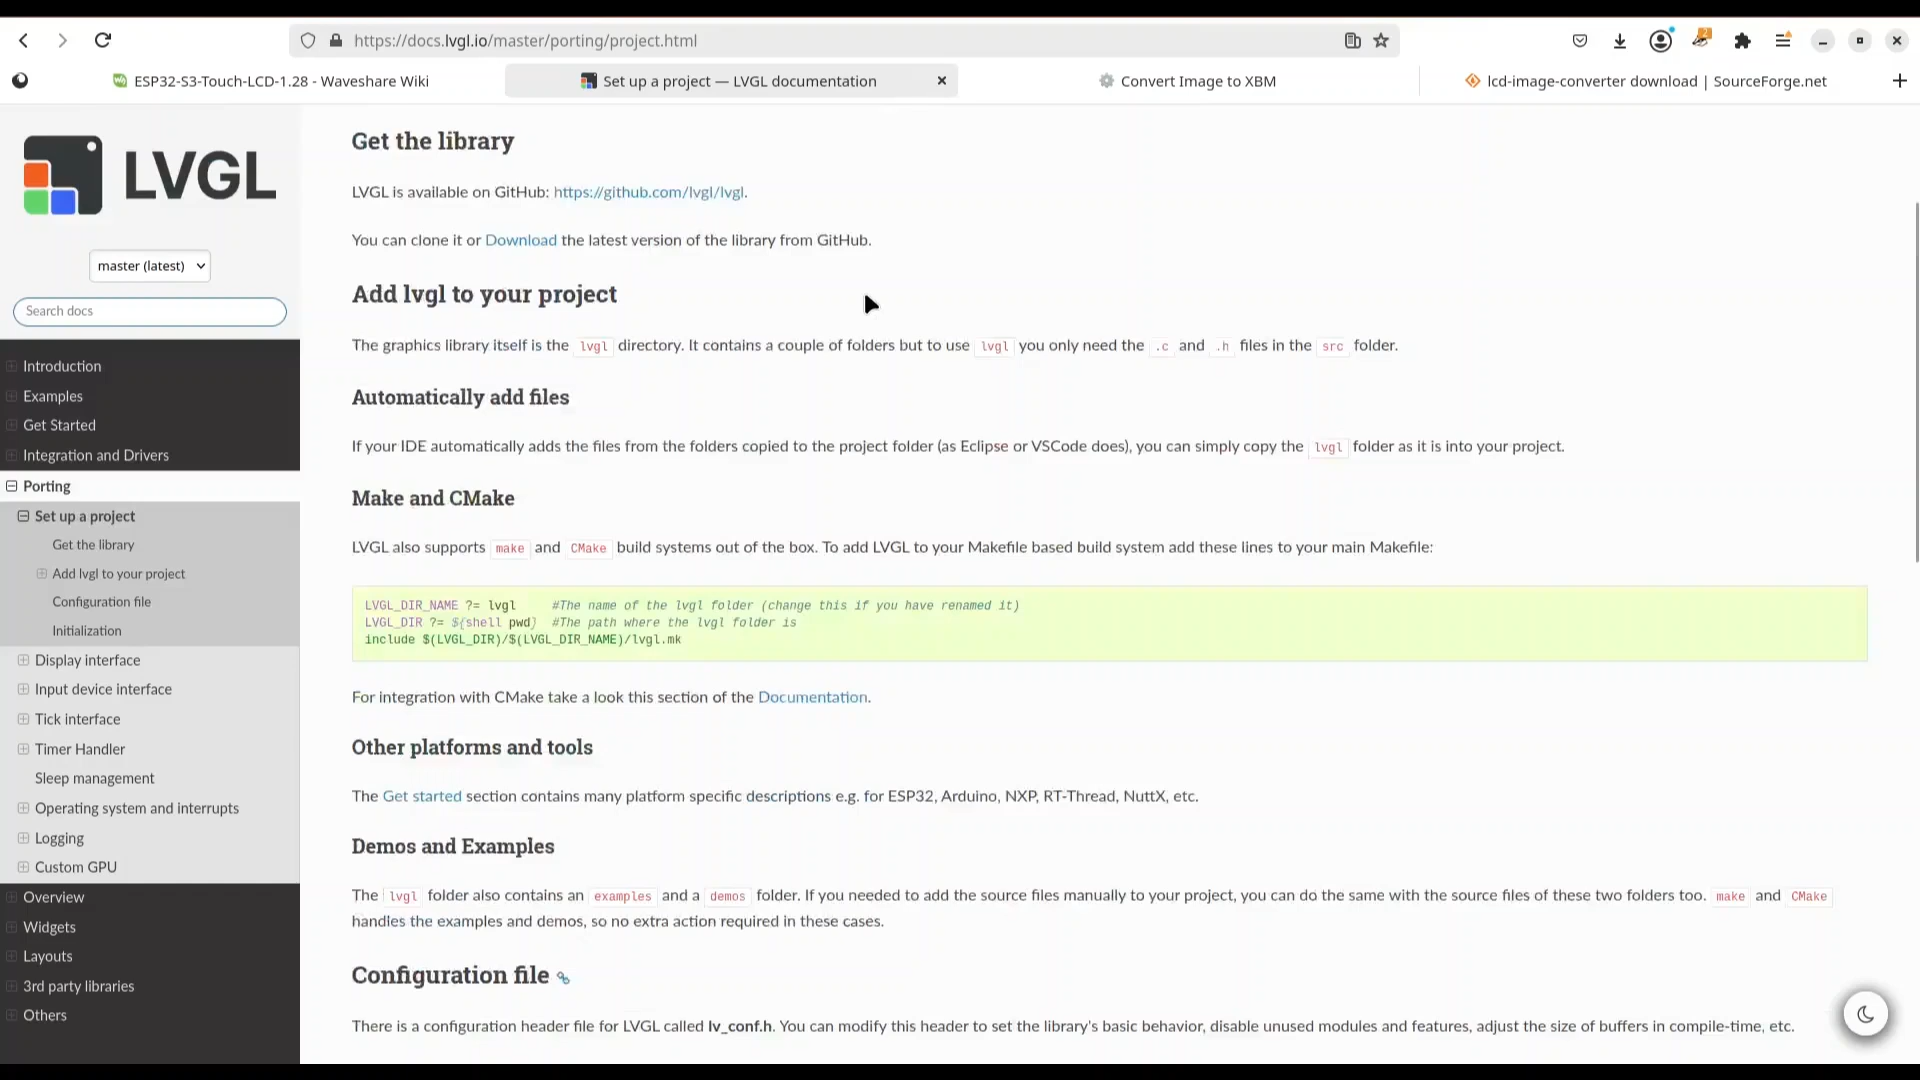 https://docs.lvgl.io/master/porting/project.html
2
ESP32-S3-Touch-LCD-1.28 - Waveshare Wiki
Set up a project — LVGL documentation
Convert Image to XBM
lcd-image-converter download | SourceForge.net
LVGL
master (latest)
Search docs
Introduction
Examples
Get Started
Integration and Drivers
Porting
Set up a project
Get the library
Add lvgl to your project
Configuration file
Initialization
Display interface
Input device interface
Tick interface
Timer Handler
Sleep management
Operating system and interrupts
Logging
Custom GPU
Overview
Widgets
Layouts
3rd party libraries
Others
Get the library
LVGL is available on GitHub: https://github.com/lvgl/lvgl.
You can clone it or Download the latest version of the library from GitHub.
Add lvgl to your project
The graphics library itself is the lvgl directory. It contains a couple of folders but to use lvgl you only need the .c and .h files in the src folder.
Automatically add files
If your IDE automatically adds the files from the folders copied to the project folder (as Eclipse or VSCode does), you can simply copy the lvgl folder as it is into your project.
Make and CMake
LVGL also supports make and CMake build systems out of the box. To add LVGL to your Makefile based build system add these lines to your main Makefile:
LVGL_DIR_NAME ?= lvgl #The name of the lvgl folder (change this if you have renamed it)
LVGL_DIR ?= ${shell pwd} #The path where the lvgl folder is
include $(LVGL_DIR)/$(LVGL_DIR_NAME)/lvgl.mk
For integration with CMake take a look this section of the Documentation.
Other platforms and tools
The Get started section contains many platform specific descriptions e.g. for ESP32, Arduino, NXP, RT-Thread, NuttX, etc.
Demos and Examples
The lvgl folder also contains an examples and a demos folder. If you needed to add the source files manually to your project, you can do the same with the source files of these two folders too. make and CMake
handles the examples and demos, so no extra action required in these cases.
Configuration file
There is a configuration header file for LVGL called lv_conf.h. You can modify this header to set the library's basic behavior, disable unused modules and features, adjust the size of buffers in compile-time, etc.